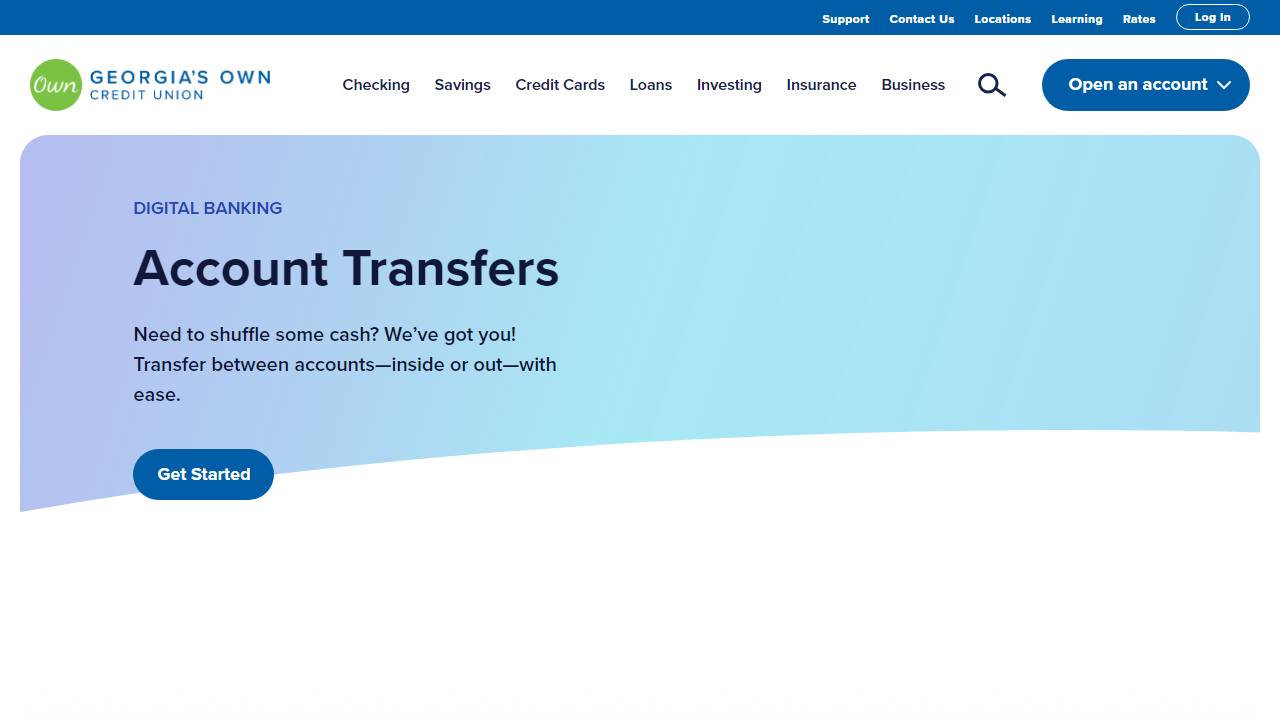 Support Contact Us Locations Learning Rates Log In
Own GEORGIA'S OWN
CREDIT UNION
Checking Savings Credit Cards Loans Investing Insurance Business Open an account
DIGITAL BANKING
Account Transfers
Need to shuffle some cash? We’ve got you!
Transfer between accounts—inside or out—with
ease.
Get Started